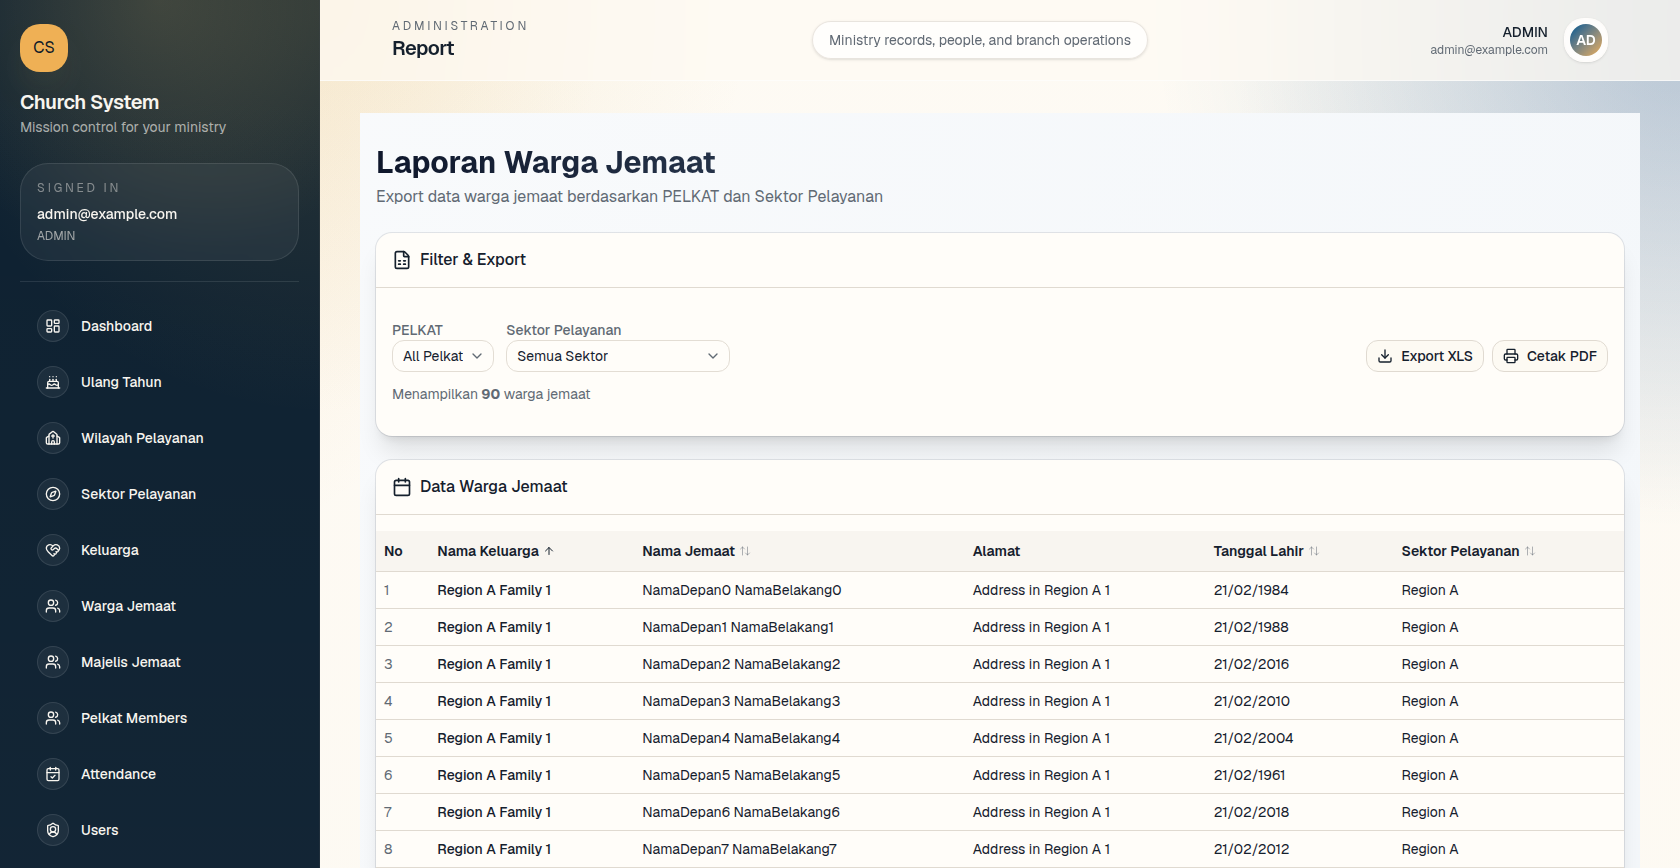 CS
Church System
Mission control for your ministry
SIGNED IN
admin@example.com
ADMIN
Dashboard
Ulang Tahun
Wilayah Pelayanan
Sektor Pelayanan
Keluarga
Warga Jemaat
Majelis Jemaat
Pelkat Members
Attendance
Users
ADMINISTRATION
Report
Ministry records, people, and branch operations
ADMIN
admin@example.com
AD
Laporan Warga Jemaat
Export data warga jemaat berdasarkan PELKAT dan Sektor Pelayanan
Filter & Export
PELKAT Sektor Pelayanan
All Pelkat Semua Sektor Export XLS Cetak PDF
Menampilkan 90 warga jemaat
Data Warga Jemaat
No Nama Keluarga Nama Jemaat Alamat Tanggal Lahir Sektor Pelayanan
1 Region A Family 1 NamaDepan0 NamaBelakang0 Address in Region A 1 21/02/1984 Region A
2 Region A Family 1 NamaDepan1 NamaBelakang1 Address in Region A 1 21/02/1988 Region A
3 Region A Family 1 NamaDepan2 NamaBelakang2 Address in Region A 1 21/02/2016 Region A
4 Region A Family 1 NamaDepan3 NamaBelakang3 Address in Region A 1 21/02/2010 Region A
5 Region A Family 1 NamaDepan4 NamaBelakang4 Address in Region A 1 21/02/2004 Region A
6 Region A Family 1 NamaDepan5 NamaBelakang5 Address in Region A 1 21/02/1961 Region A
7 Region A Family 1 NamaDepan6 NamaBelakang6 Address in Region A 1 21/02/2018 Region A
8 Region A Family 1 NamaDepan7 NamaBelakang7 Address in Region A 1 21/02/2012 Region A